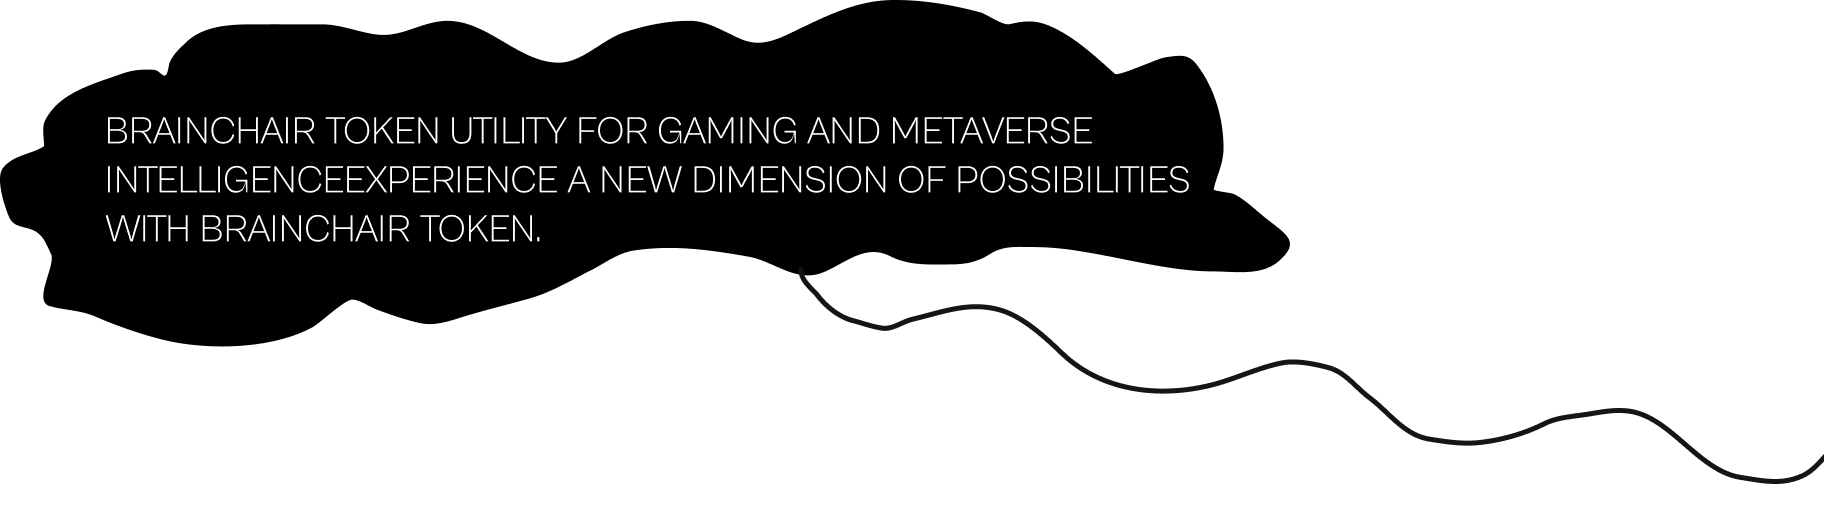 BRAINCHAIR TOKEN UTILITY FOR GAMING AND METAVERSE
INTELLIGENCEEXPERIENCE A NEW DIMENSION OF POSSIBILITIES
WITH BRAINCHAIR TOKEN.